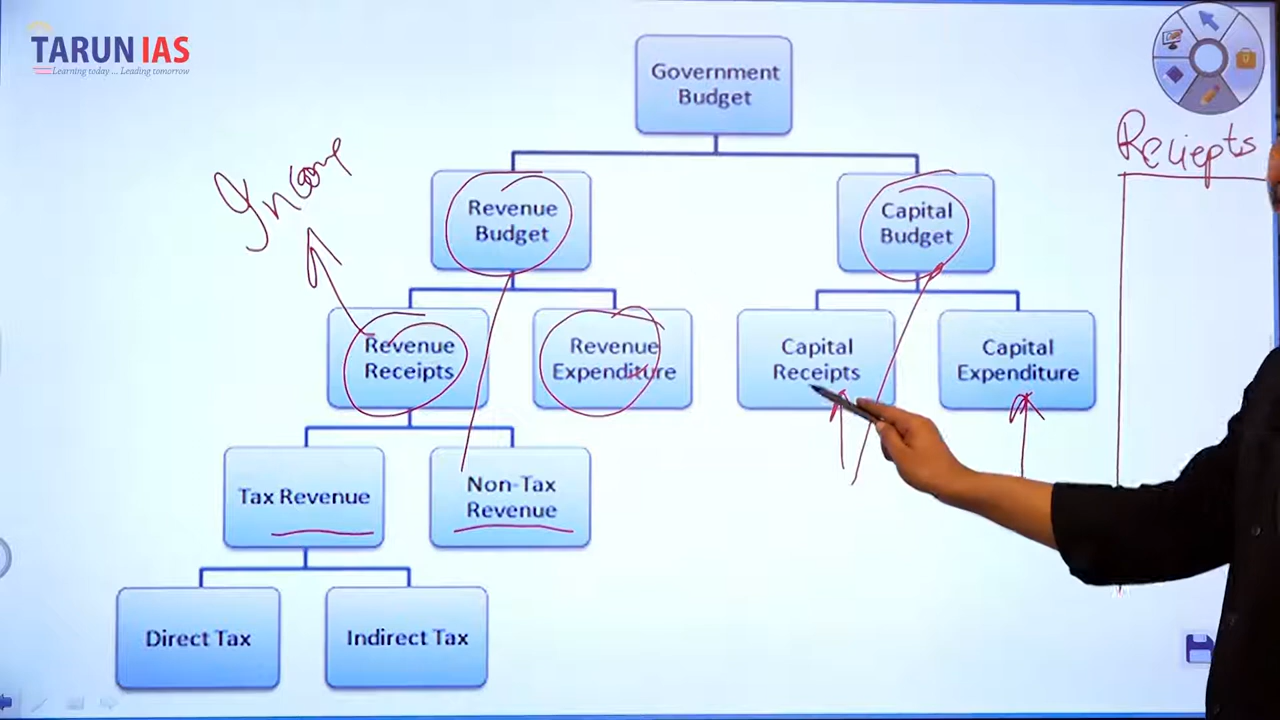 TARUN IAS
Learning today ... Leading tomorrow
Government
Budget
Reciepts
Income
Revenue
Budget
Capital
Budget
Revenue
Receipts
Revenue
Expenditure
Capital
Receipts
Capital
Expenditure
Tax Revenue
Non-Tax
Revenue
Direct Tax
Indirect Tax